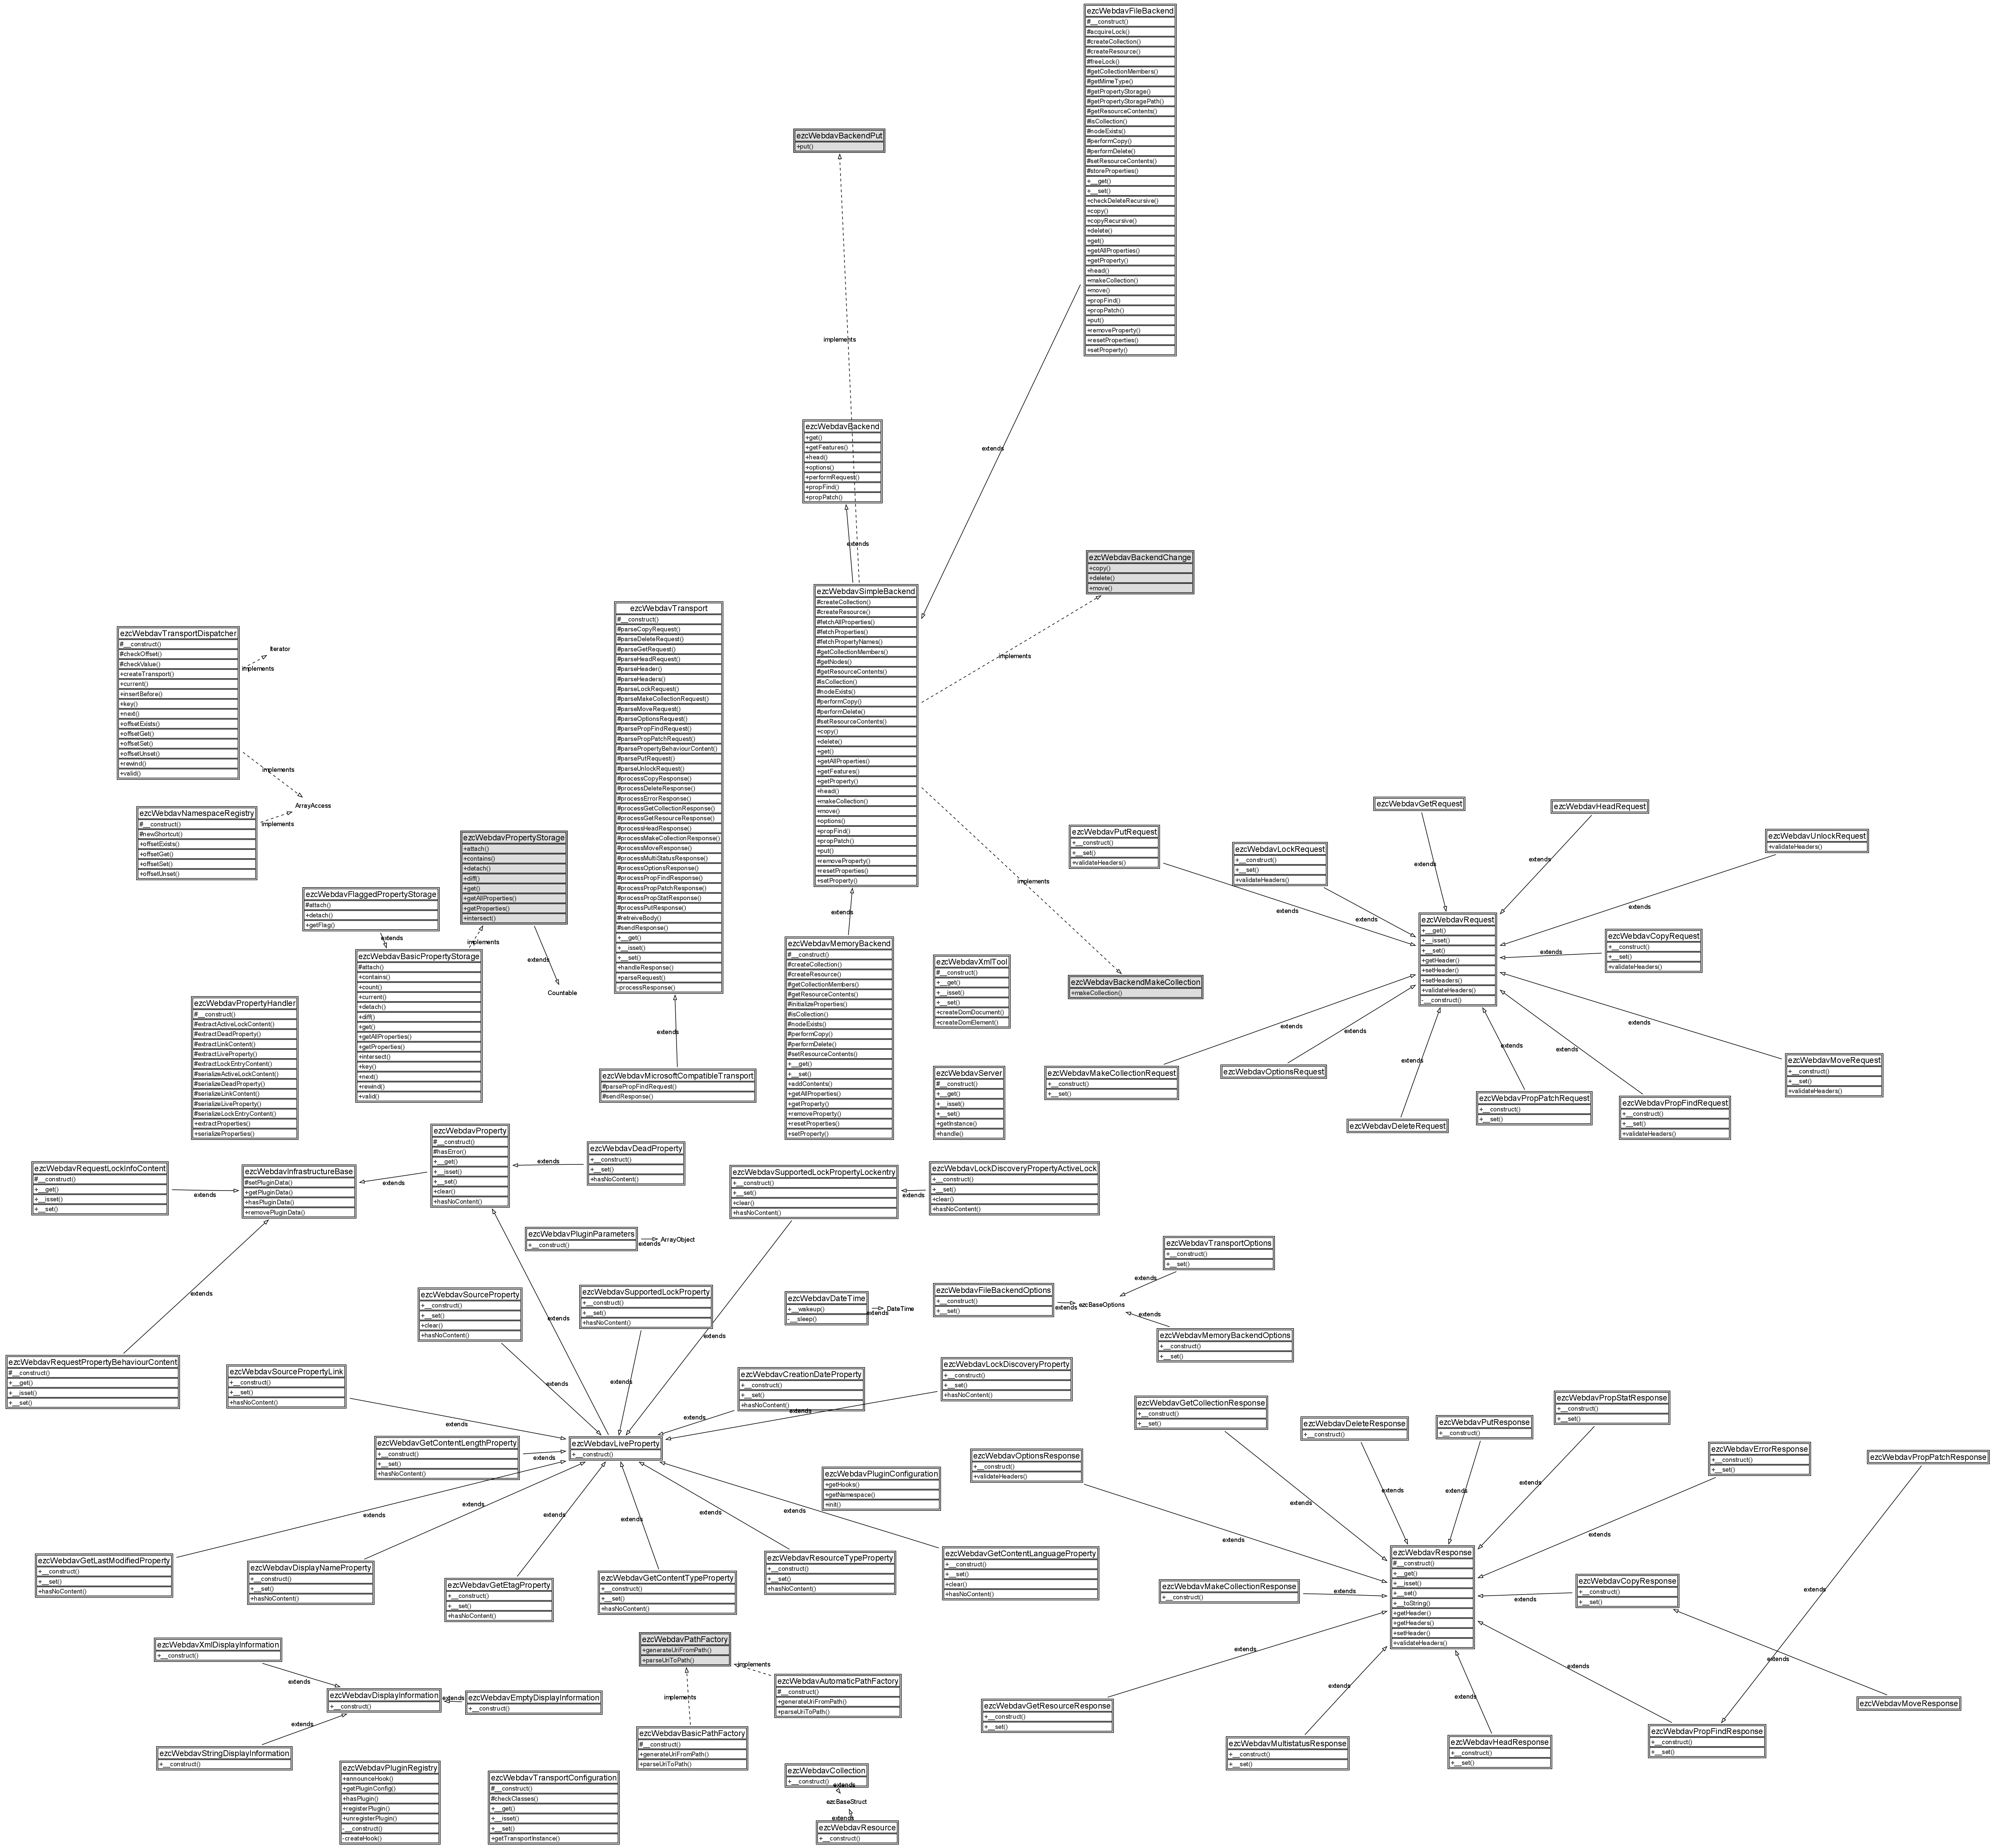 ezcWebdavFileBackend
#__construct()
#acquireLock()
#createCollection()
#createResource()
#freeLock()
#getCollectionMembers()
#getMimeType()
#getPropertyStorage()
#getPropertyStoragePath()
#getResourceContents()
#isCollection()
#nodeExists()
#performCopy()
#performDelete()
#setResourceContents()
#storeProperties()
+__get()
+__set()
+checkDeleteRecursive()
+copy()
+copyRecursive()
+delete()
+get()
+getAllProperties()
+getProperty()
+head()
+makeCollection()
+move()
+propFind()
+propPatch()
+put()
+removeProperty()
+resetProperties()
+setProperty()
ezcWebdavBackendPut
+put()
implements
extends
ezcWebdavBackend
+get()
+getFeatures()
+head()
+options()
+performRequest()
+propFind()
+propPatch()
extends
ezcWebdavBackendChange
+copy()
+delete()
+move()
implements
ezcWebdavSimpleBackend
#createCollection()
#createResource()
#fetchAllProperties()
#fetchProperties()
#fetchPropertyNames()
#getCollectionMembers()
#getNodes()
#getResourceContents()
#isCollection()
#nodeExists()
#performCopy()
#performDelete()
#setResourceContents()
+copy()
+delete()
+get()
+getAllProperties()
+getFeatures()
+getProperty()
+head()
+makeCollection()
+move()
+options()
+propFind()
+propPatch()
+put()
+removeProperty()
+resetProperties()
+setProperty()
implements
extends
ezcWebdavTransport
#__construct()
#parseCopyRequest()
#parseDeleteRequest()
#parseGetRequest()
#parseHeadRequest()
#parseHeader()
#parseHeaders()
#parseLockRequest()
#parseMakeCollectionRequest()
#parseMoveRequest()
#parseOptionsRequest()
#parsePropFindRequest()
#parsePropPatchRequest()
#parsePropertyBehaviourContent()
#parsePutRequest()
#parseUnlockRequest()
#processCopyResponse()
#processDeleteResponse()
#processErrorResponse()
#processGetCollectionResponse()
#processGetResourceResponse()
#processHeadResponse()
#processMakeCollectionResponse()
#processMoveResponse()
#processMultiStatusResponse()
#processOptionsResponse()
#processPropFindResponse()
#processPropPatchResponse()
#processPropStatResponse()
#processPutResponse()
#retreiveBody()
#sendResponse()
+__get()
+__isset()
+__set()
+handleResponse()
+parseRequest()
-processResponse()
extends
ezcWebdavMicrosoftCompatibleTransport
#parsePropFindRequest()
#sendResponse()
ezcWebdavTransportDispatcher
#__construct()
#checkOffset()
#checkValue()
+createTransport()
+current()
+insertBefore()
+key()
+next()
+offsetExists()
+offsetGet()
+offsetSet()
+offsetUnset()
+rewind()
+valid()
Iterator
implements
implements
ArrayAccess
implements
ezcWebdavNamespaceRegistry
#__construct()
#newShortcut()
+offsetExists()
+offsetGet()
+offsetSet()
+offsetUnset()
ezcWebdavPropertyStorage
+attach()
+contains()
+detach()
+diff()
+get()
+getAllProperties()
+getProperties()
+intersect()
implements
extends
Countable
ezcWebdavFlaggedPropertyStorage
#attach()
+detach()
+getFlag()
extends
ezcWebdavBasicPropertyStorage
#attach()
+contains()
+count()
+current()
+detach()
+diff()
+get()
+getAllProperties()
+getProperties()
+intersect()
+key()
+next()
+rewind()
+valid()
ezcWebdavPropertyHandler
#__construct()
#extractActiveLockContent()
#extractDeadProperty()
#extractLinkContent()
#extractLiveProperty()
#extractLockEntryContent()
#serializeActiveLockContent()
#serializeDeadProperty()
#serializeLinkContent()
#serializeLiveProperty()
#serializeLockEntryContent()
+extractProperties()
+serializeProperties()
ezcWebdavMemoryBackend
#__construct()
#createCollection()
#createResource()
#getCollectionMembers()
#getResourceContents()
#initializeProperties()
#isCollection()
#nodeExists()
#performCopy()
#performDelete()
#setResourceContents()
+__get()
+__set()
+addContents()
+getAllProperties()
+getProperty()
+removeProperty()
+resetProperties()
+setProperty()
ezcWebdavXmlTool
#__construct()
+__get()
+__isset()
+__set()
+createDomDocument()
+createDomElement()
ezcWebdavBackendMakeCollection
+makeCollection()
ezcWebdavServer
#__construct()
+__get()
+__isset()
+__set()
+getInstance()
+handle()
ezcWebdavGetRequest
ezcWebdavHeadRequest
ezcWebdavPutRequest
+__construct()
+__set()
+validateHeaders()
ezcWebdavLockRequest
+__construct()
+__set()
+validateHeaders()
ezcWebdavUnlockRequest
+validateHeaders()
extends
extends
extends
extends
extends
ezcWebdavRequest
+__get()
+__isset()
+__set()
+getHeader()
+setHeader()
+setHeaders()
+validateHeaders()
-__construct()
extends
ezcWebdavCopyRequest
+__construct()
+__set()
+validateHeaders()
extends
extends
extends
extends
extends
extends
ezcWebdavMakeCollectionRequest
+__construct()
+__set()
ezcWebdavOptionsRequest
ezcWebdavDeleteRequest
ezcWebdavPropPatchRequest
+__construct()
+__set()
ezcWebdavPropFindRequest
+__construct()
+__set()
+validateHeaders()
ezcWebdavMoveRequest
+__construct()
+__set()
+validateHeaders()
ezcWebdavRequestLockInfoContent
#__construct()
+__get()
+__isset()
+__set()
extends
ezcWebdavInfrastructureBase
#setPluginData()
+getPluginData()
+hasPluginData()
+removePluginData()
extends
ezcWebdavProperty
#__construct()
#hasError()
+__get()
+__isset()
+__set()
+clear()
+hasNoContent()
extends
ezcWebdavDeadProperty
+__construct()
+__set()
+hasNoContent()
ezcWebdavSupportedLockPropertyLockentry
+__construct()
+__set()
+clear()
+hasNoContent()
extends
ezcWebdavLockDiscoveryPropertyActiveLock
+__construct()
+__set()
+clear()
+hasNoContent()
ezcWebdavPluginParameters
+__construct()
extends
ArrayObject
extends
ezcWebdavRequestPropertyBehaviourContent
#__construct()
+__get()
+__isset()
+__set()
ezcWebdavSourceProperty
+__construct()
+__set()
+clear()
+hasNoContent()
ezcWebdavSupportedLockProperty
+__construct()
+__set()
+hasNoContent()
extends
extends
ezcWebdavDateTime
+__wakeup()
-__sleep()
extends
DateTime
ezcWebdavFileBackendOptions
+__construct()
+__set()
extends
ezcBaseOptions
ezcWebdavTransportOptions
+__construct()
+__set()
extends
extends
ezcWebdavMemoryBackendOptions
+__construct()
+__set()
ezcWebdavSourcePropertyLink
+__construct()
+__set()
+hasNoContent()
extends
extends
extends
ezcWebdavCreationDateProperty
+__construct()
+__set()
+hasNoContent()
extends
ezcWebdavLockDiscoveryProperty
+__construct()
+__set()
+hasNoContent()
extends
ezcWebdavGetContentLengthProperty
+__construct()
+__set()
+hasNoContent()
extends
ezcWebdavLiveProperty
+__construct()
ezcWebdavPluginConfiguration
+getHooks()
+getNamespace()
+init()
extends
extends
extends
extends
extends
extends
ezcWebdavGetLastModifiedProperty
+__construct()
+__set()
+hasNoContent()
ezcWebdavDisplayNameProperty
+__construct()
+__set()
+hasNoContent()
ezcWebdavGetEtagProperty
+__construct()
+__set()
+hasNoContent()
ezcWebdavGetContentTypeProperty
+__construct()
+__set()
+hasNoContent()
ezcWebdavResourceTypeProperty
+__construct()
+__set()
+hasNoContent()
ezcWebdavGetContentLanguageProperty
+__construct()
+__set()
+clear()
+hasNoContent()
ezcWebdavGetCollectionResponse
+__construct()
+__set()
ezcWebdavDeleteResponse
+__construct()
ezcWebdavPutResponse
+__construct()
ezcWebdavPropStatResponse
+__construct()
+__set()
ezcWebdavOptionsResponse
+__construct()
+validateHeaders()
ezcWebdavErrorResponse
+__construct()
+__set()
ezcWebdavPropPatchResponse
extends
extends
extends
extends
extends
extends
ezcWebdavResponse
#__construct()
+__get()
+__isset()
+__set()
+__toString()
+getHeader()
+getHeaders()
+setHeader()
+validateHeaders()
ezcWebdavMakeCollectionResponse
+__construct()
extends
extends
ezcWebdavCopyResponse
+__construct()
+__set()
extends
extends
extends
extends
extends
extends
ezcWebdavGetResourceResponse
+__construct()
+__set()
ezcWebdavMultistatusResponse
+__construct()
+__set()
ezcWebdavHeadResponse
+__construct()
+__set()
ezcWebdavPropFindResponse
+__construct()
+__set()
ezcWebdavMoveResponse
ezcWebdavXmlDisplayInformation
+__construct()
extends
ezcWebdavDisplayInformation
+__construct()
extends
ezcWebdavEmptyDisplayInformation
+__construct()
extends
ezcWebdavStringDisplayInformation
+__construct()
ezcWebdavPathFactory
+generateUriFromPath()
+parseUriToPath()
implements
ezcWebdavAutomaticPathFactory
#__construct()
+generateUriFromPath()
+parseUriToPath()
implements
ezcWebdavBasicPathFactory
#__construct()
+generateUriFromPath()
+parseUriToPath()
ezcWebdavPluginRegistry
+announceHook()
+getPluginConfig()
+hasPlugin()
+registerPlugin()
+unregisterPlugin()
-__construct()
-createHook()
ezcWebdavTransportConfiguration
#__construct()
#checkClasses()
+__get()
+__isset()
+__set()
+getTransportInstance()
ezcWebdavCollection
+__construct()
extends
ezcBaseStruct
extends
ezcWebdavResource
+__construct()